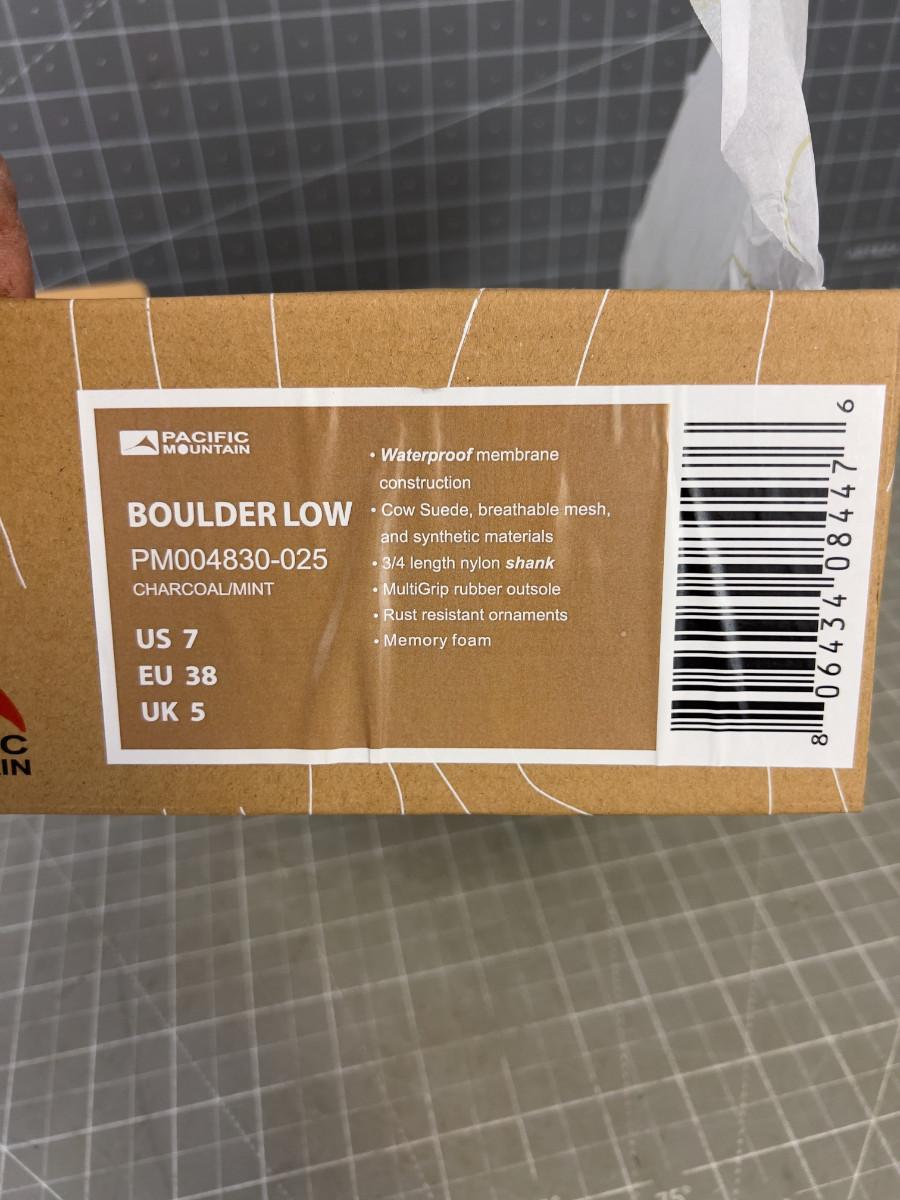 PACIFIC
MOUNTAIN
BOULDER LOW
PM004830-025
CHARCOAL/MINT
US 7
EU 38
UK 5
• Waterproof membrane
construction
• Cow Suede, breathable mesh,
and synthetic materials
• 3/4 length nylon shank
• MultiGrip rubber outsole
• Rust resistant ornaments
• Memory foam
8 06434 08447 6